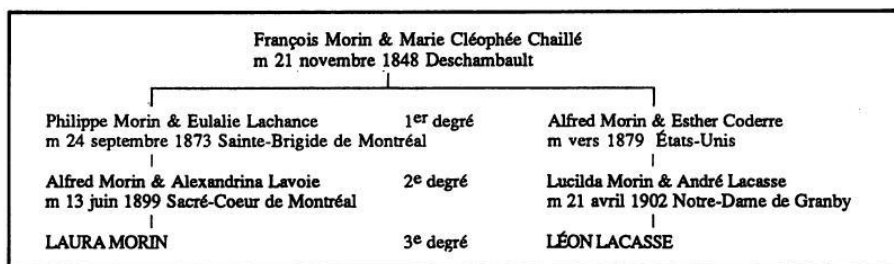 François Morin & Marie Cléophée Chaillé
m 21 novembre 1848 Deschambault
Philippe Morin & Eulalie Lachance 1er degré Alfred Morin & Esther Coderre
m 24 septembre 1873 Sainte-Brigide de Montréal m vers 1879 États-Unis
Alfred Morin & Alexandrina Lavoie 2e degré Lucilda Morin & André Lacasse
m 13 juin 1899 Sacré-Coeur de Montréal m 21 avril 1902 Notre-Dame de Granby
LAURA MORIN 3e degré LÉON LACASSE